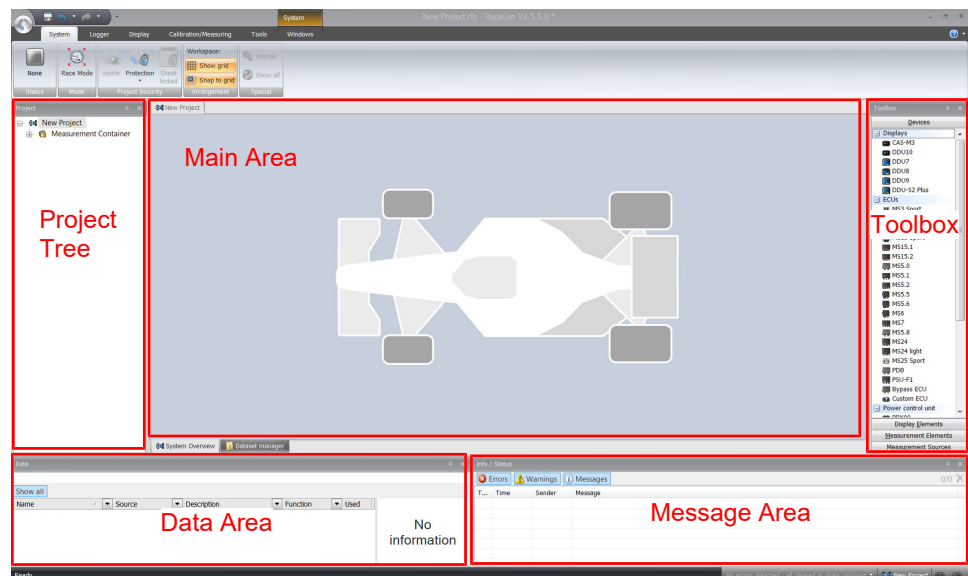 System
New Project.rlp - RaceCon V2.5.5.0 *
System Logger Display Calibration/Measuring Tools Windows
None
Status
Race Mode
Mode
visible Protection Sheet locked
Project Security
Workspace:
Show grid
Snap to grid
Arrangement
License
Show all
Special
Project
New Project
Measurement Container
Project
Tree
New Project
Main Area
System Overview Dataset manager
Toolbox
Devices
Displays
CAS-M3
DDU10
DDU7
DDU8
DDU9
DDU-S2 Plus
ECUs
MS3 Sport
Toolbox
MS15.1
MS15.2
MS5.0
MS5.1
MS5.2
MS5.5
MS5.6
MS6
MS7
MS5.8
MS24
MS24 light
MS25 Sport
PDB
PSU-F1
Bypass ECU
Custom ECU
Power control unit
Display Elements
Measurement Elements
Measurement Sources
Data
Show all
Name Source Description Function Used
Data Area
No
information
Info / Status
Errors Warnings Messages 0/0
T... Time Sender Message
Message Area
Ready
New Project